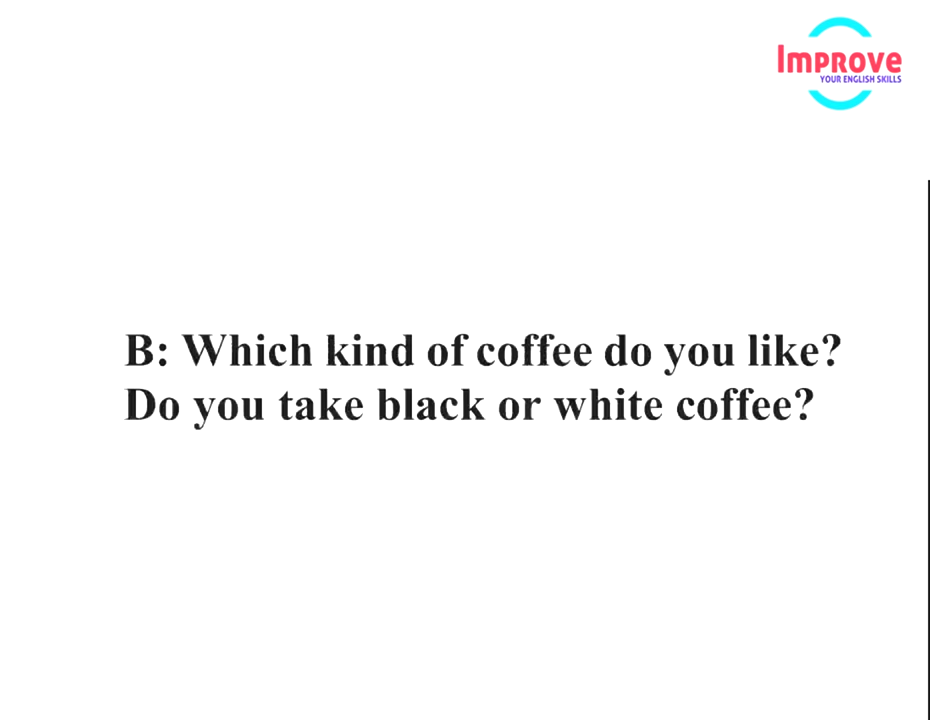 Improve
YOUR ENGLISH SKILLS
B: Which kind of coffee do you like?
Do you take black or white coffee?